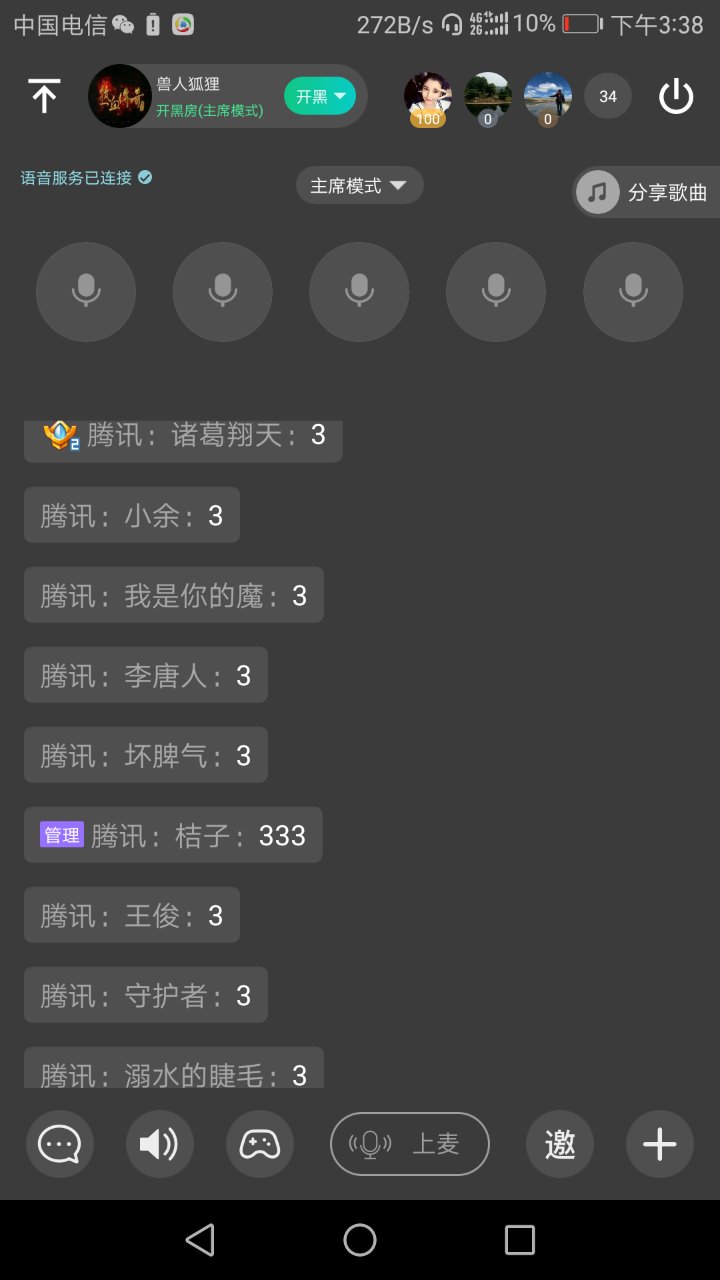 中国电信 272B/s 4G 2G 10% 下午3:38
兽人狐狸
开黑房(主席模式)
开黑
100 0 0 34
语音服务已连接
主席模式
分享歌曲
2 腾讯：诸葛翔天：3
腾讯：小余：3
腾讯：我是你的魔：3
腾讯：李唐人：3
腾讯：坏脾气：3
管理 腾讯：桔子：333
腾讯：王俊：3
腾讯：守护者：3
腾讯：溺水的睫毛：3
上麦
邀